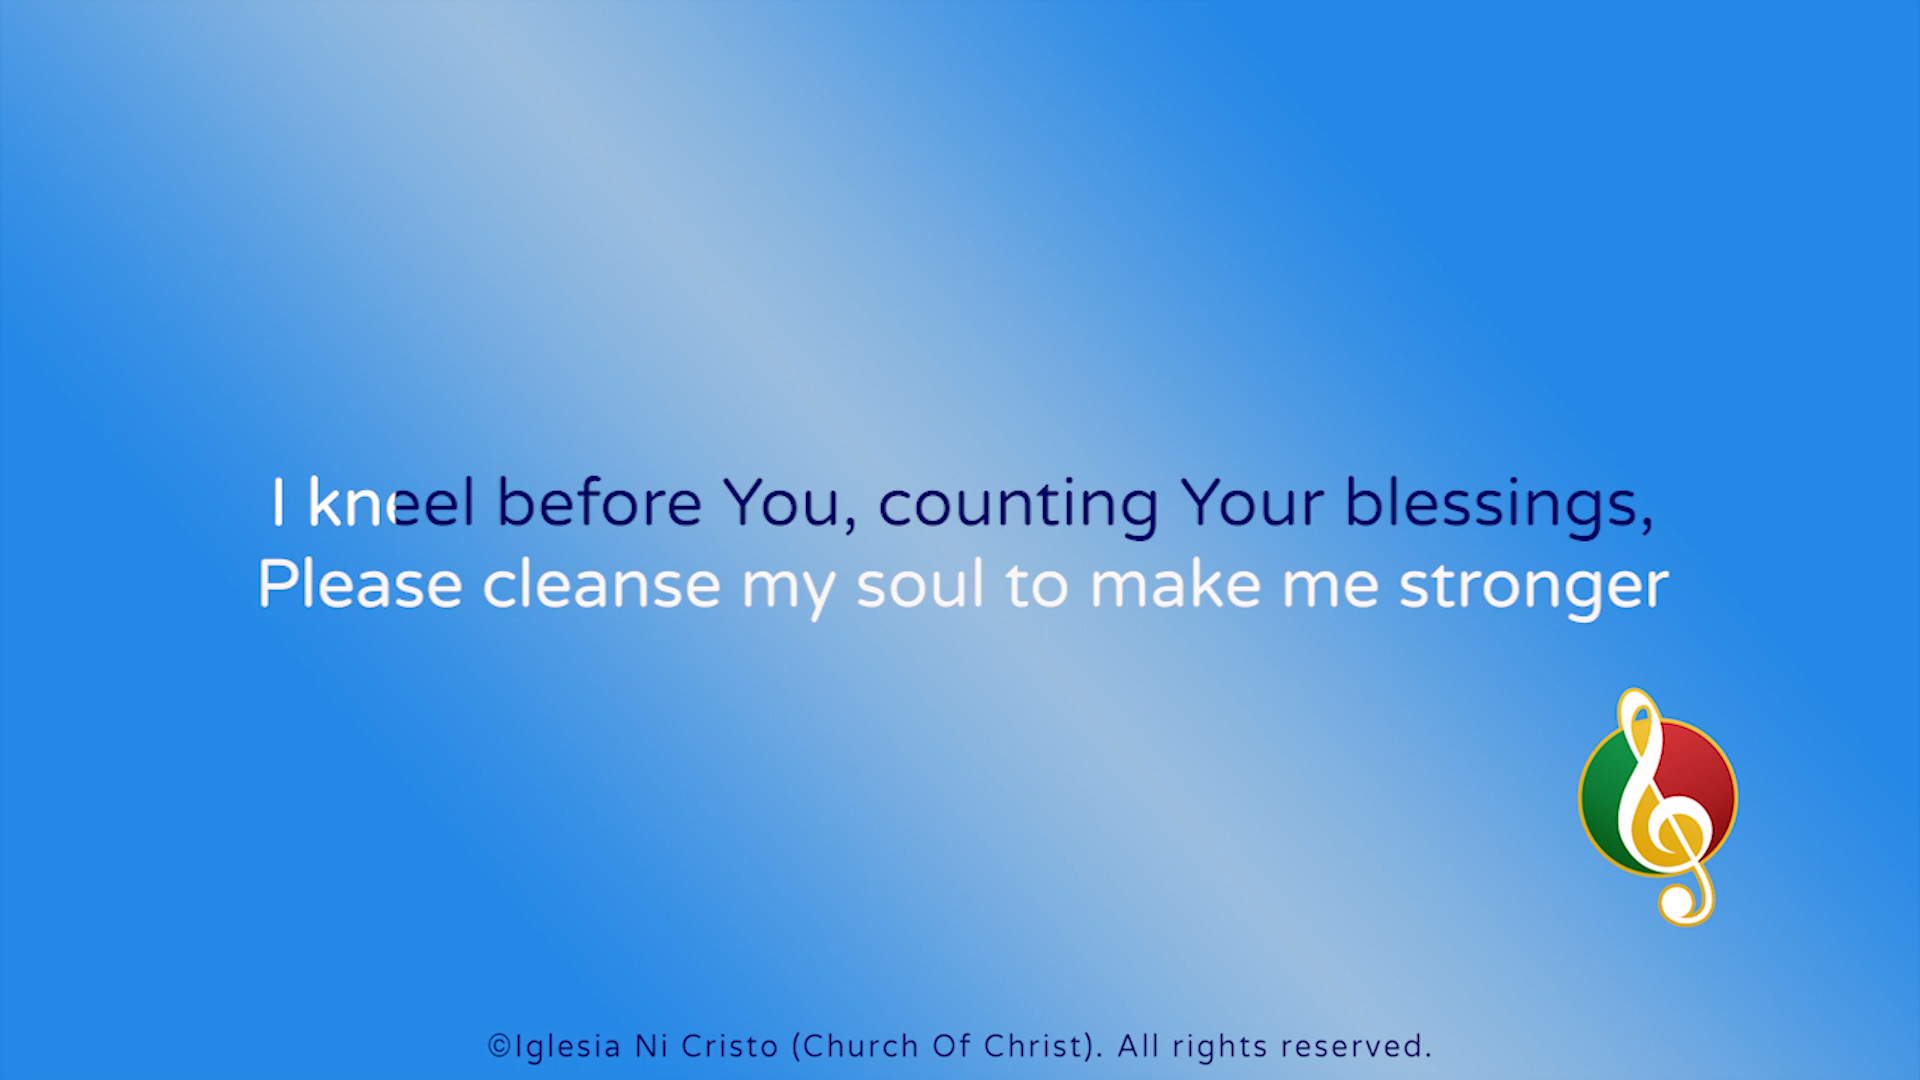 I kneel before You, counting Your blessings,
Please cleanse my soul to make me stronger
©Iglesia Ni Cristo (Church Of Christ). All rights reserved.